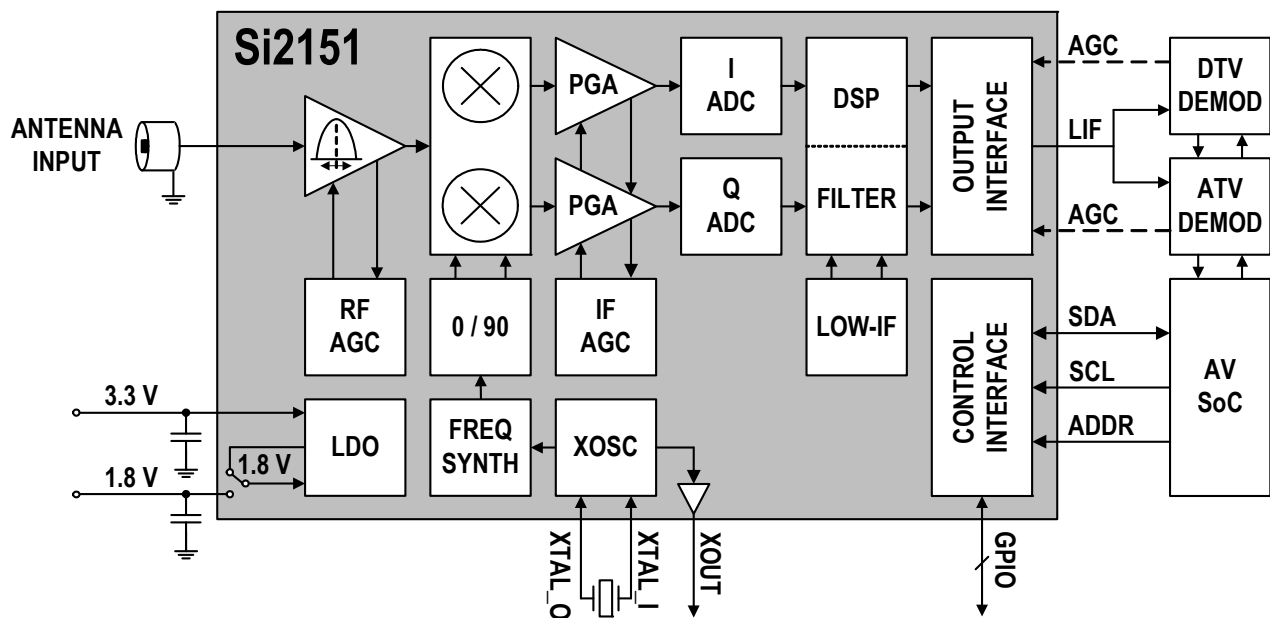 Si2151
ANTENNA
INPUT
PGA
PGA
I
ADC
Q
ADC
DSP
FILTER
OUTPUT
INTERFACE
AGC
LIF
AGC
DTV
DEMOD
ATV
DEMOD
RF
AGC
0 / 90
IF
AGC
LOW-IF
CONTROL
INTERFACE
SDA
SCL
ADDR
AV
SoC
3.3 V
1.8 V
1.8 V
LDO
FREQ
SYNTH
XOSC
XTAL_O
XTAL_I
XOUT
GPIO